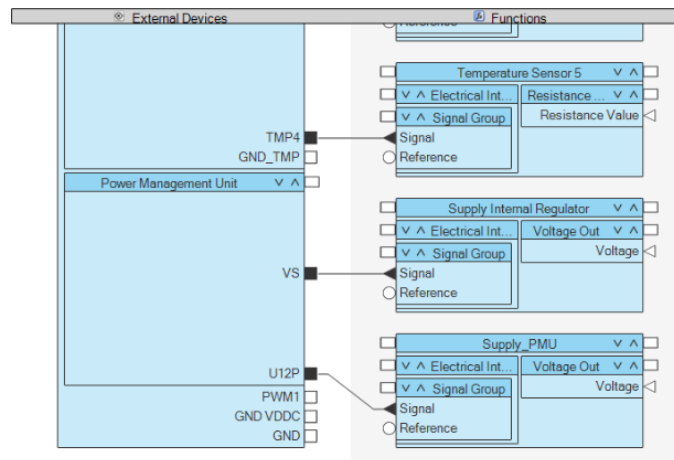 External Devices
Functions
Reference
Temperature Sensor 5
Electrical Int...
Resistance ...
Signal Group
Resistance Value
TMP4
Signal
GND_TMP
Reference
Power Management Unit
Supply Internal Regulator
Electrical Int...
Voltage Out
Signal Group
Voltage
VS
Signal
Reference
Supply_PMU
Electrical Int...
Voltage Out
U12P
Signal Group
Voltage
PWM1
Signal
GND VDDC
Reference
GND